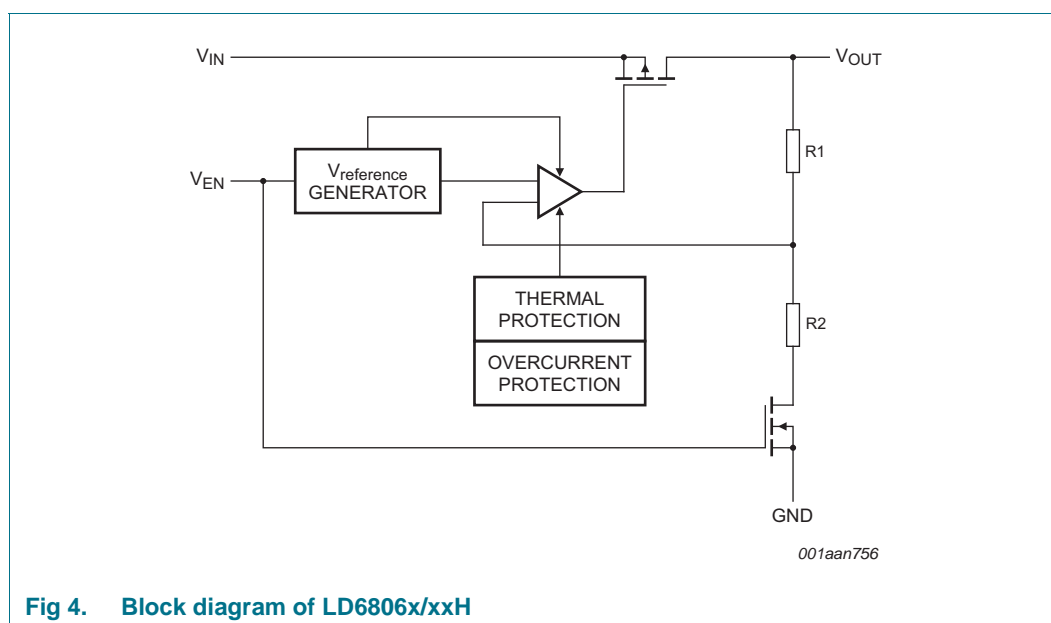 VIN
VOUT
R1
VEN
Vreference
GENERATOR
THERMAL
PROTECTION
R2
OVERCURRENT
PROTECTION
GND
001aan756
Fig 4. Block diagram of LD6806x/xxH